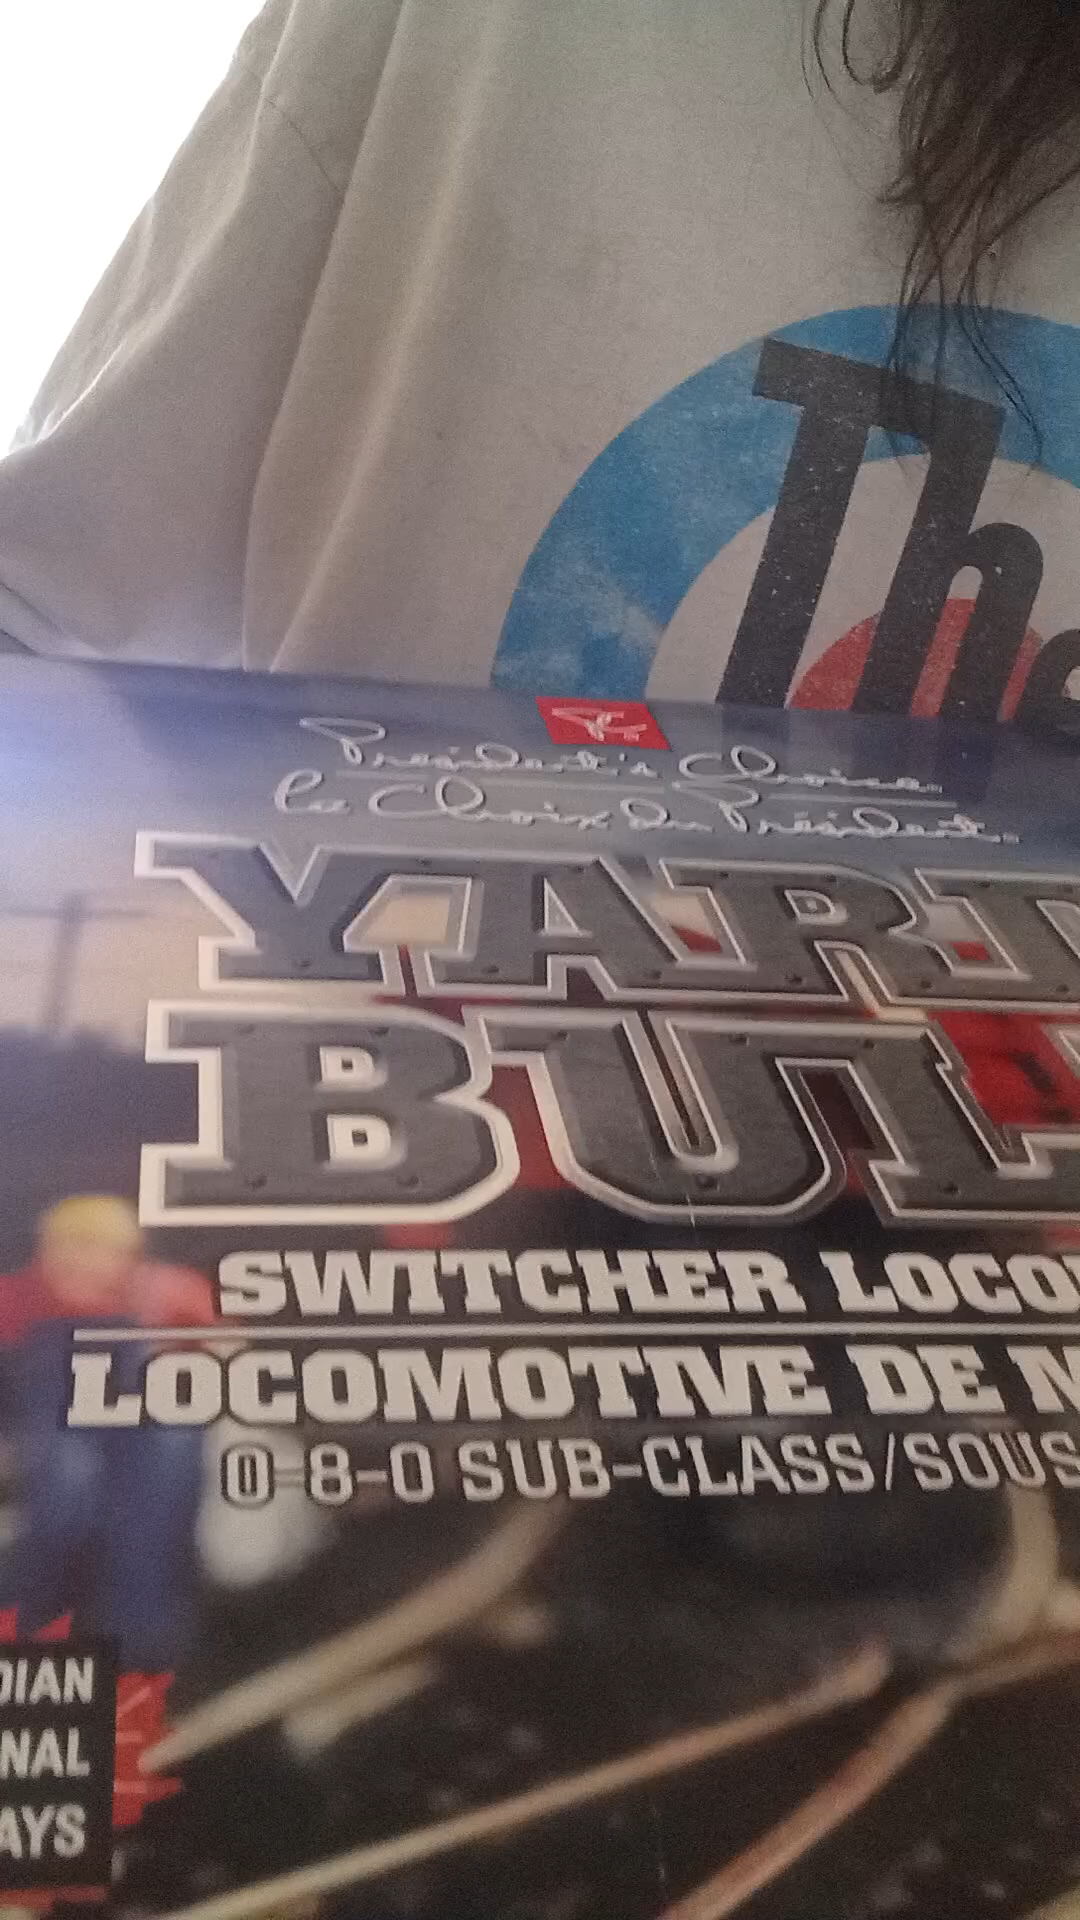 The
President's Choice
le Choix du Président
YARD
BULL
SWITCHER LOCO
LOCOMOTIVE DE M
0-8-0 SUB-CLASS/SOUS
DIAN
NAL
AYS